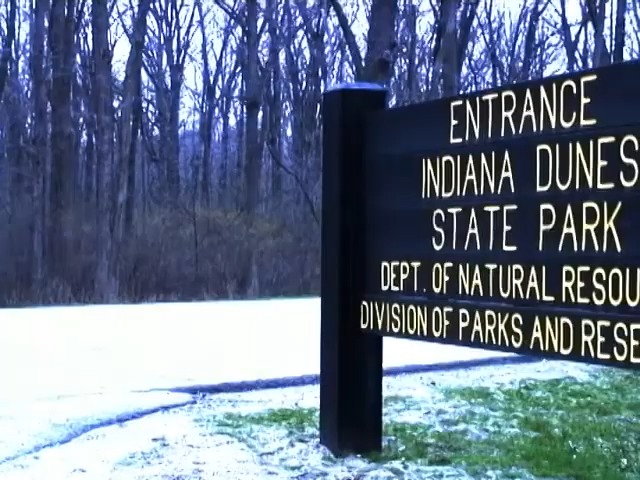 ENTRANCE
INDIANA DUNES
STATE PARK
DEPT. OF NATURAL RESOU
DIVISION OF PARKS AND RESE